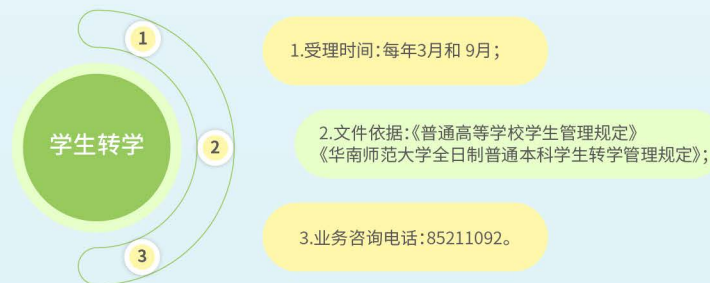 学生转学
1
1.受理时间:每年3月和 9月;
2
2.文件依据:《普通高等学校学生管理规定》
《华南师范大学全日制普通本科学生转学管理规定》;
3
3.业务咨询电话:85211092。